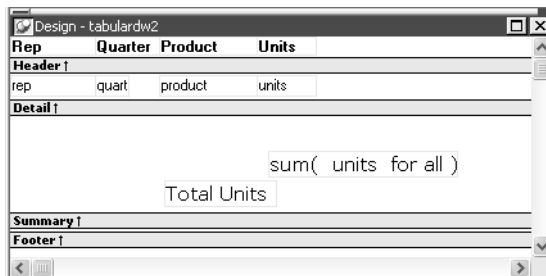 Design - tabulardw2
Rep Quarter Product Units
Header ↑
rep quart product units
Detail ↑
sum( units for all )
Total Units
Summary ↑
Footer ↑